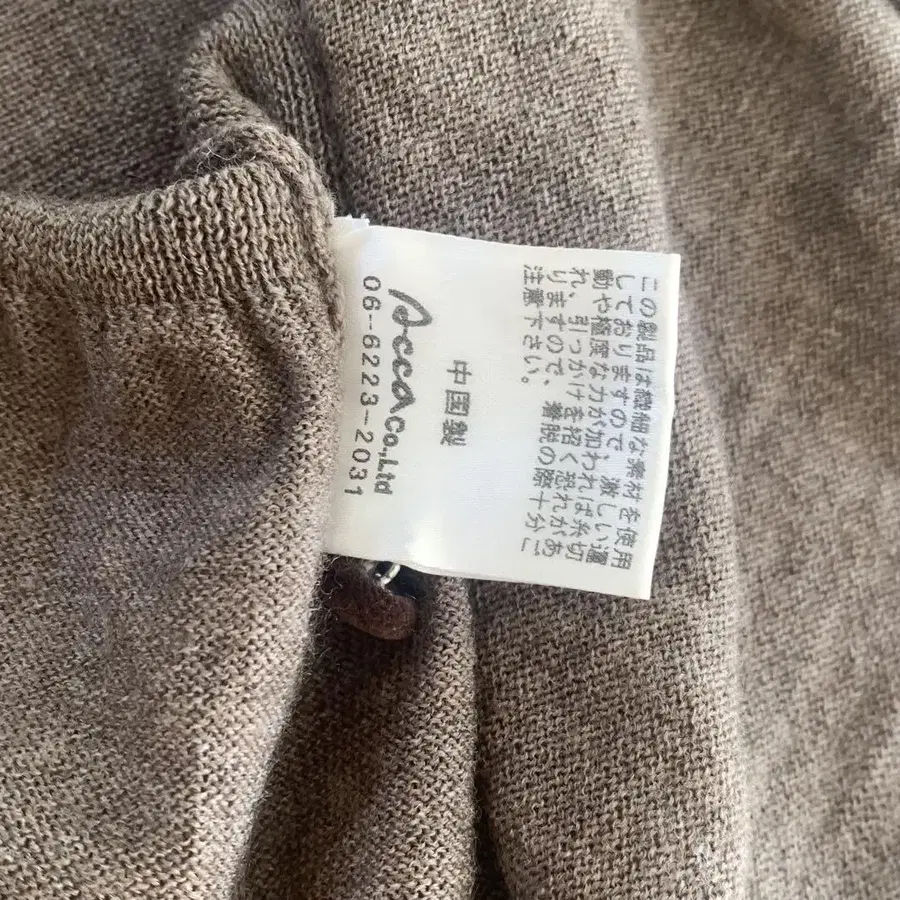 この製品は繊細な素材を使用
しておりますので、激しい運
動や極度な力が加われば糸切
れ、引っかけを招く恐れがあ
りますので、着脱の際十分ご
注意下さい。
中国製
Acca Co.,Ltd
06-6223-2031